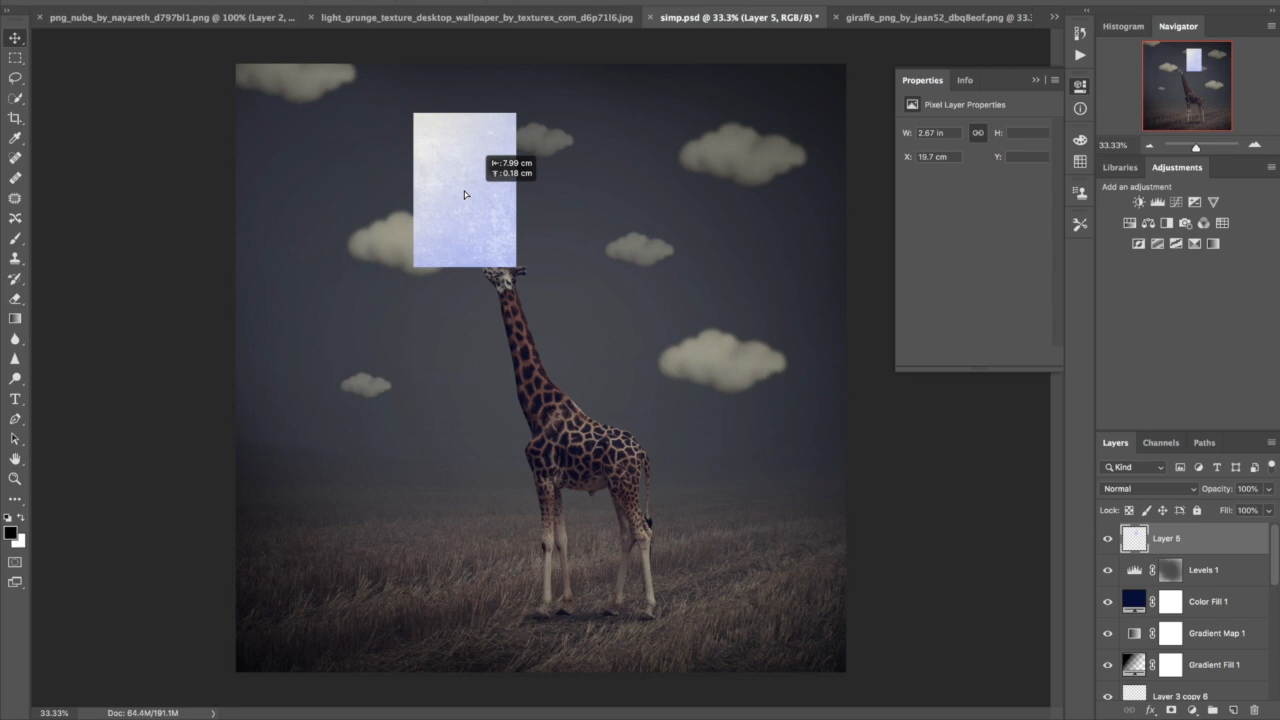 png_nube_by_nayareth_d797bl1.png @ 100% (Layer 2, ...
light_grunge_texture_desktop_wallpaper_by_texturex_com_d6p71l6.jpg
simp.psd @ 33.3% (Layer 5, RGB/8) *
giraffe_png_by_jean52_dbq8eof.png @ 33.:
Histogram
Navigator
Properties
Info
Pixel Layer Properties
W: 2.67 in
H:
X: 19.7 cm
Y:
: 7.99 cm
: 0.18 cm
33.33%
Libraries
Adjustments
Add an adjustment
Layers
Channels
Paths
Kind
Normal
Opacity: 100%
Lock:
Fill: 100%
Layer 5
Levels 1
Color Fill 1
Gradient Map 1
Gradient Fill 1
Layer 3 copy 6
33.33%
Doc: 64.4M/191.1M